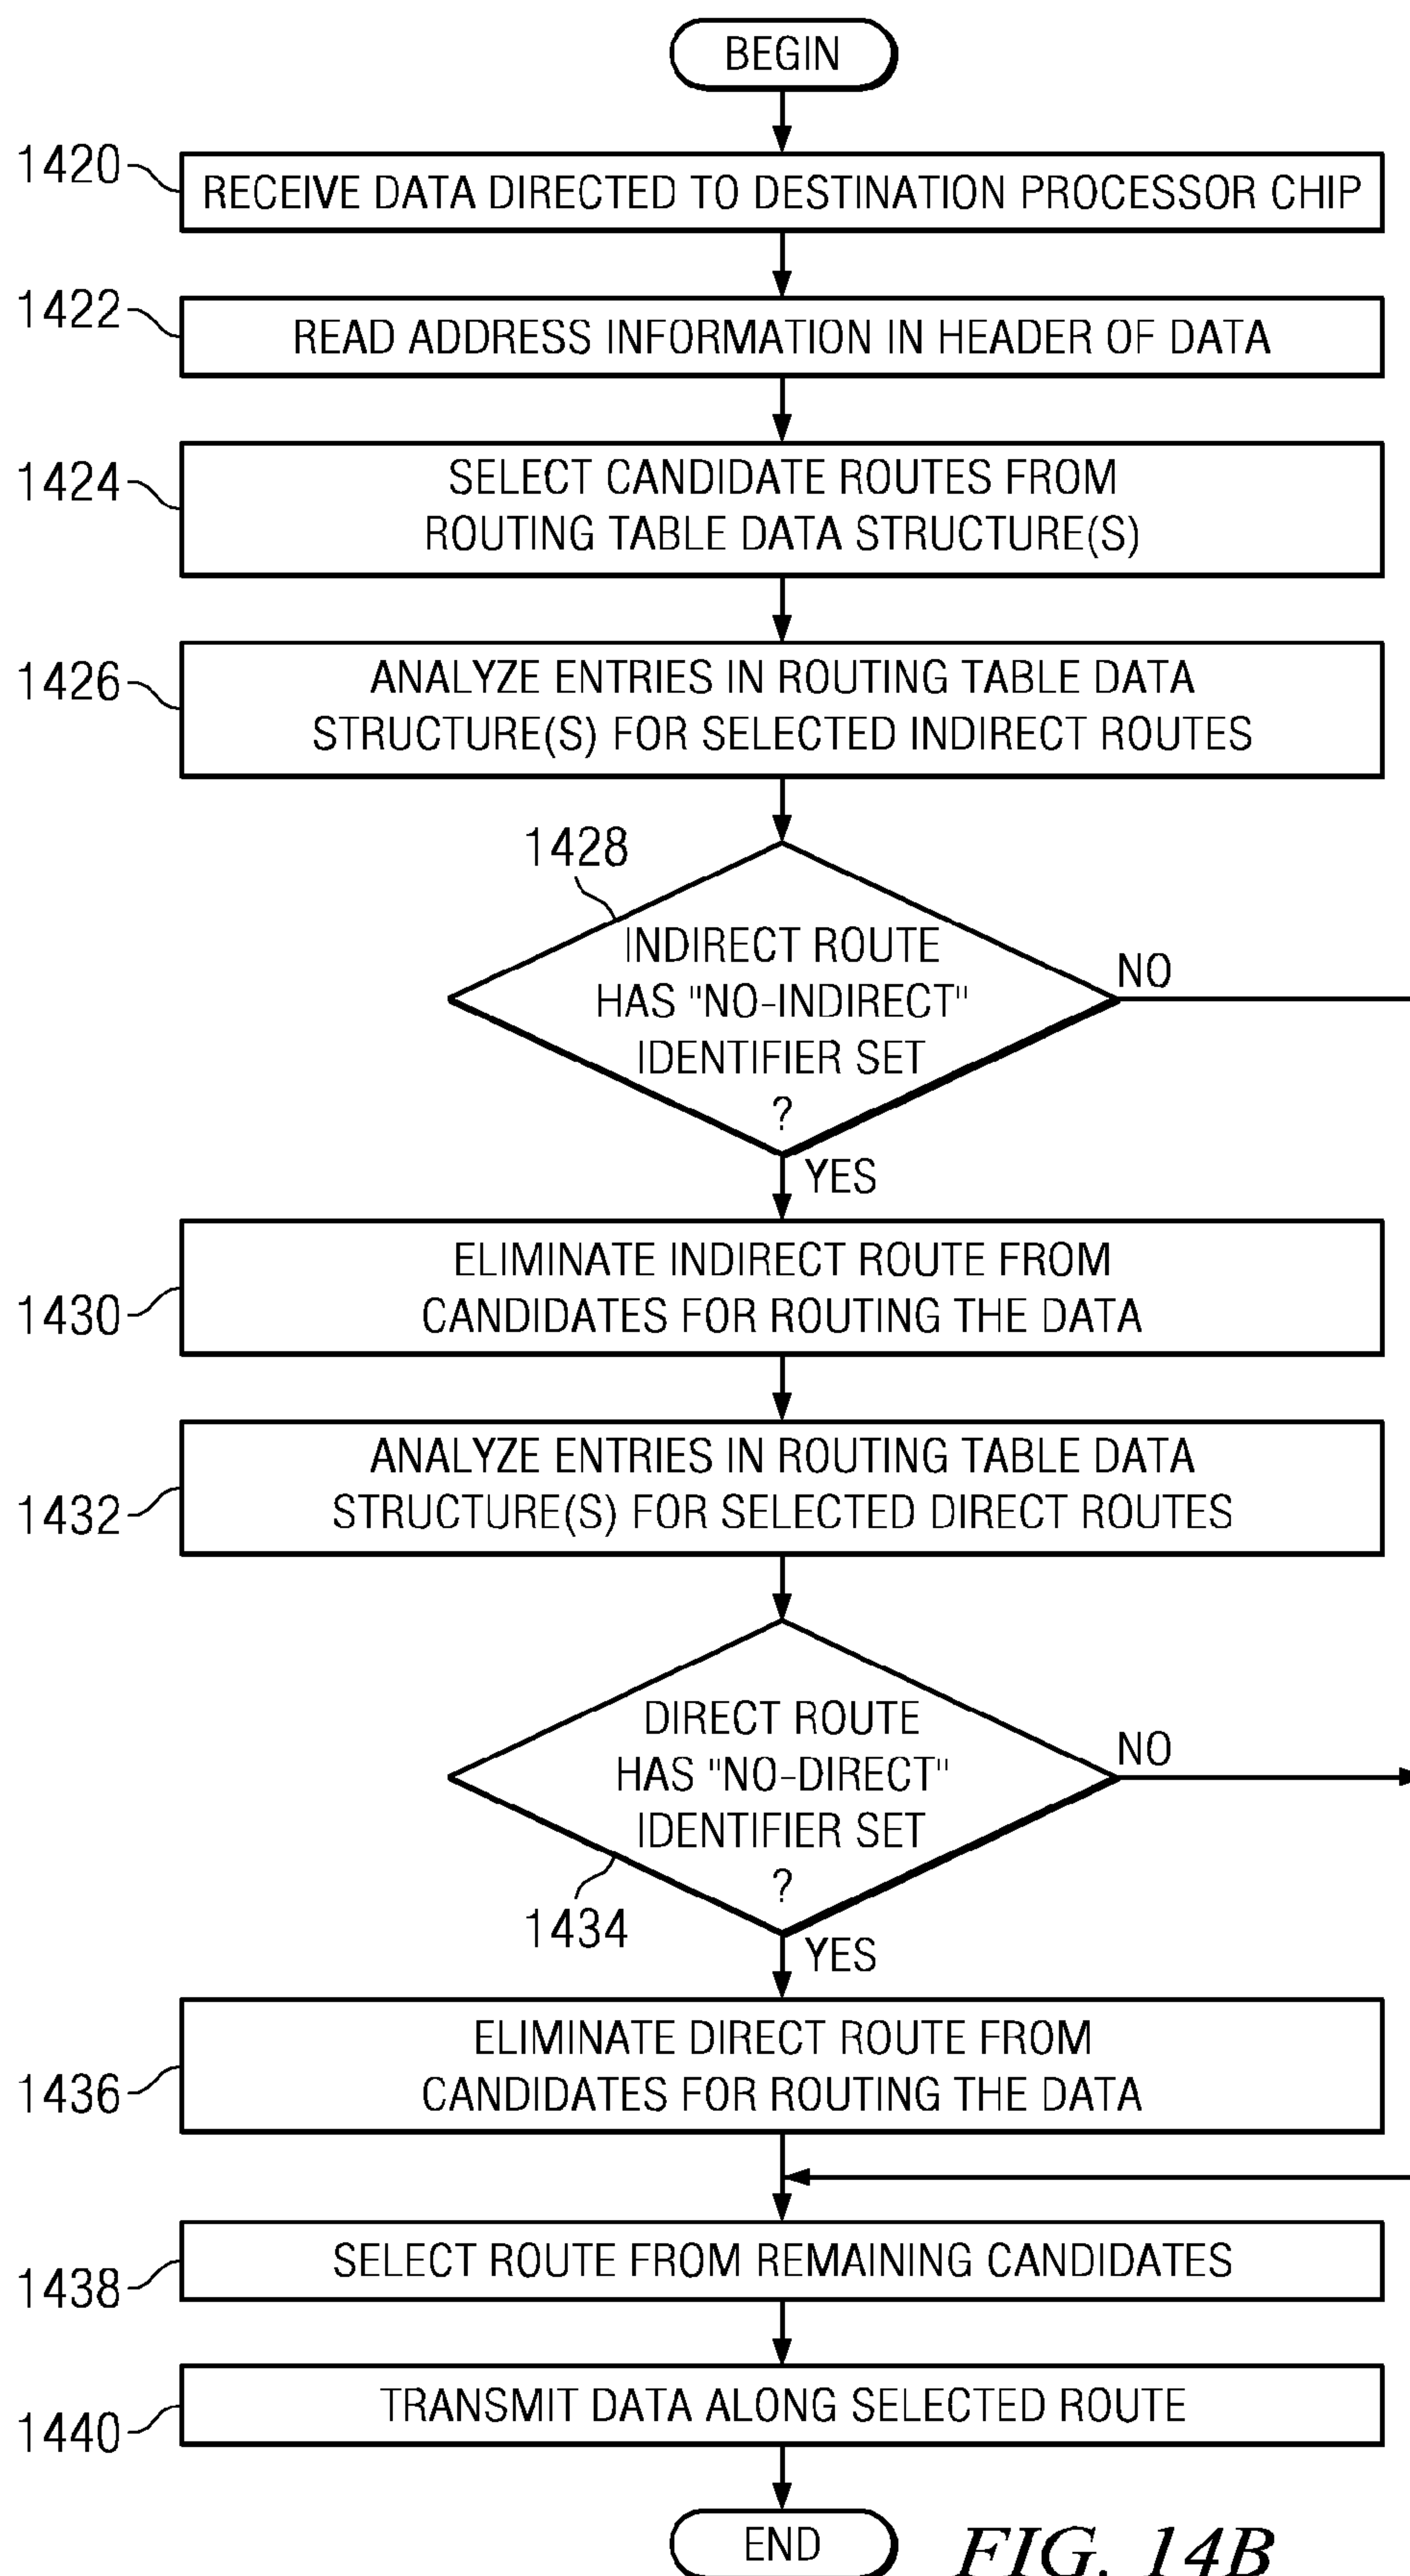 BEGIN
1420
RECEIVE DATA DIRECTED TO DESTINATION PROCESSOR CHIP
1422
READ ADDRESS INFORMATION IN HEADER OF DATA
1424
SELECT CANDIDATE ROUTES FROM
ROUTING TABLE DATA STRUCTURE(S)
1426
ANALYZE ENTRIES IN ROUTING TABLE DATA
STRUCTURE(S) FOR SELECTED INDIRECT ROUTES
1428
INDIRECT ROUTE
HAS "NO-INDIRECT"
IDENTIFIER SET
?
NO
YES
1430
ELIMINATE INDIRECT ROUTE FROM
CANDIDATES FOR ROUTING THE DATA
1432
ANALYZE ENTRIES IN ROUTING TABLE DATA
STRUCTURE(S) FOR SELECTED DIRECT ROUTES
DIRECT ROUTE
HAS "NO-DIRECT"
IDENTIFIER SET
?
NO
1434
YES
1436
ELIMINATE DIRECT ROUTE FROM
CANDIDATES FOR ROUTING THE DATA
1438
SELECT ROUTE FROM REMAINING CANDIDATES
1440
TRANSMIT DATA ALONG SELECTED ROUTE
END
FIG. 14B